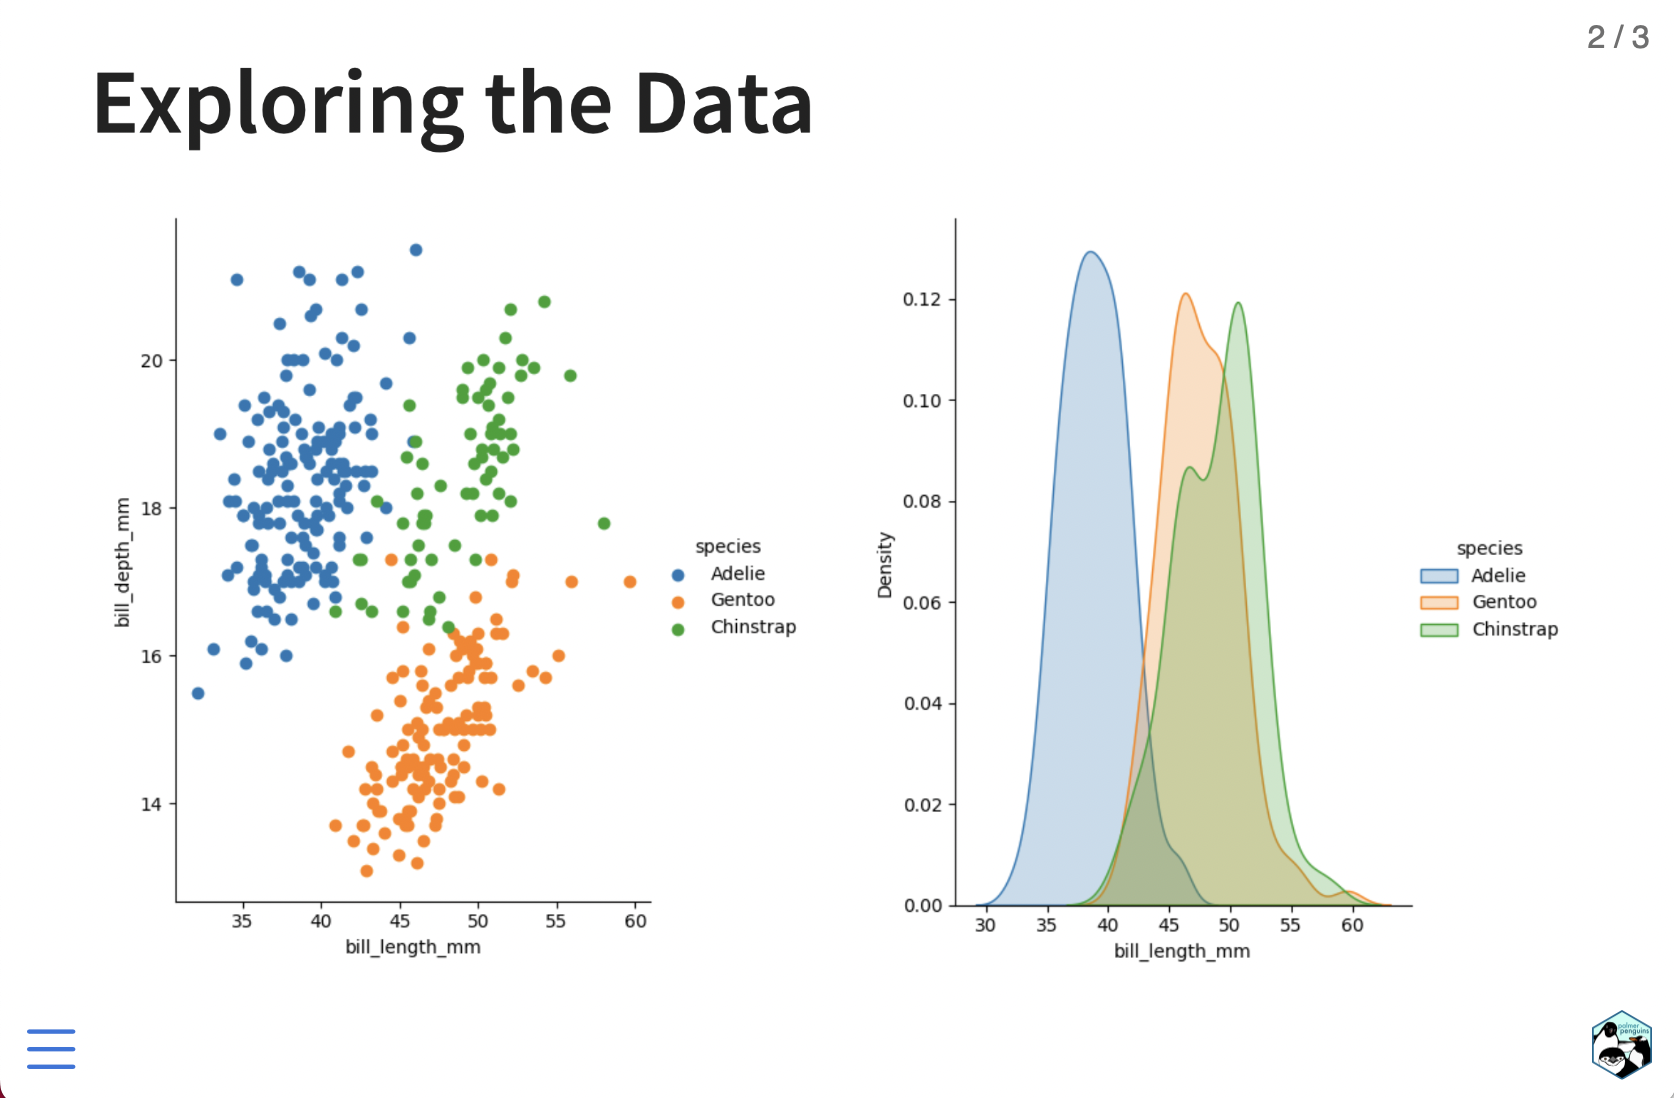 2 / 3
Exploring the Data
20
18
16
14
bill_depth_mm
35 40 45 50 55 60
bill_length_mm
species
Adelie
Gentoo
Chinstrap
0.12
0.10
0.08
0.06
0.04
0.02
0.00
Density
30 35 40 45 50 55 60
bill_length_mm
species
Adelie
Gentoo
Chinstrap
palmer
penguins